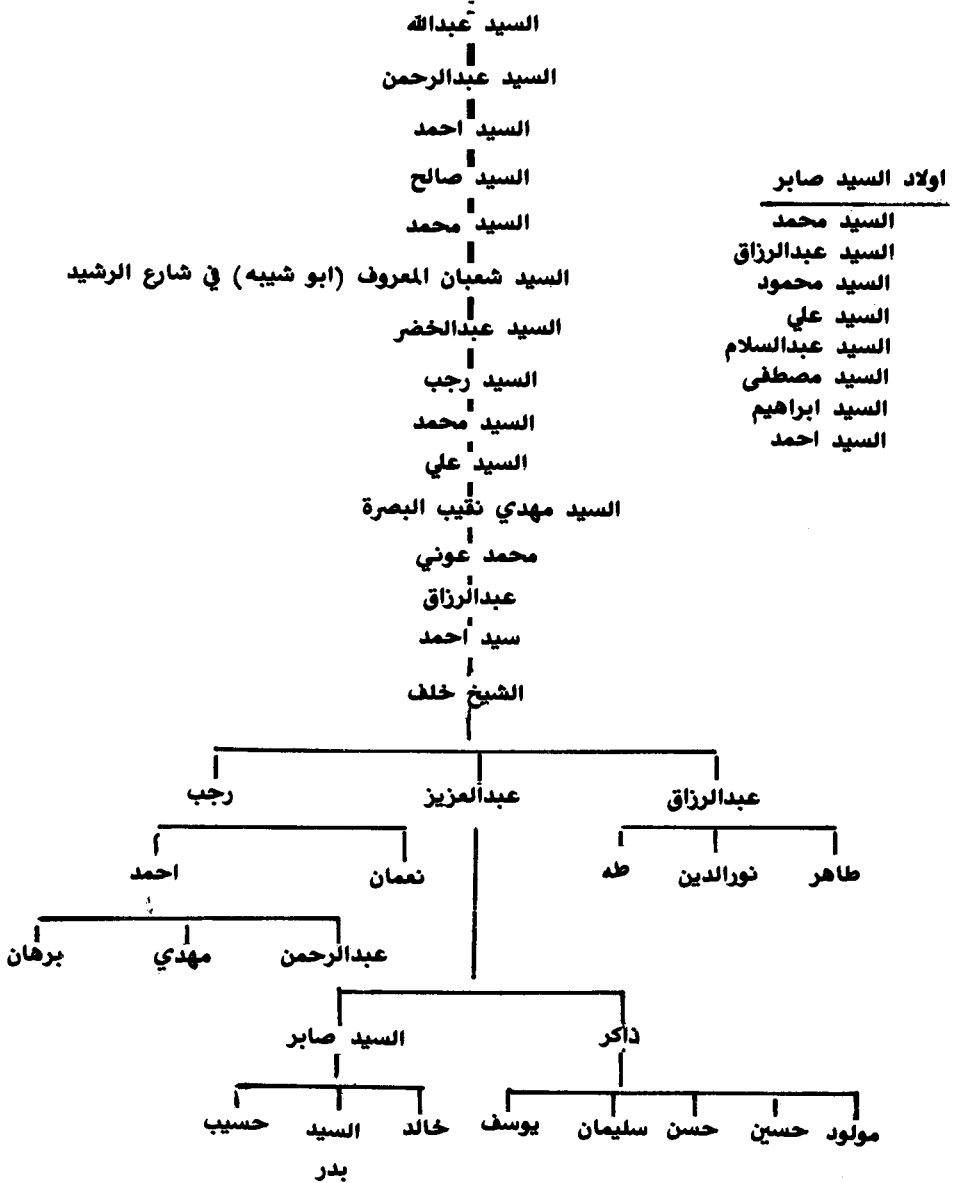 السيد عبدالله
السيد عبدالرحمن
السيد احمد
السيد صالح
السيد محمد
السيد شعبان المعروف (ابو شيبه) في شارع الرشيد
السيد عبدالخضر
السيد رجب
السيد محمد
السيد علي
السيد مهدي نقيب البصرة
محمد عوني
عبدالرزاق
سيد احمد
الشيخ خلف
اولاد السيد صابر
السيد محمد
السيد عبدالرزاق
السيد محمود
السيد علي
السيد عبدالسلام
السيد مصطفى
السيد ابراهيم
السيد احمد
عبدالرزاق عبدالعزيز رجب
طاهر نورالدين طه نعمان احمد
عبدالرحمن مهدي برهان
ذاكر السيد صابر
مولود حسين حسن سليمان يوسف خالد السيد حسيب
بدر